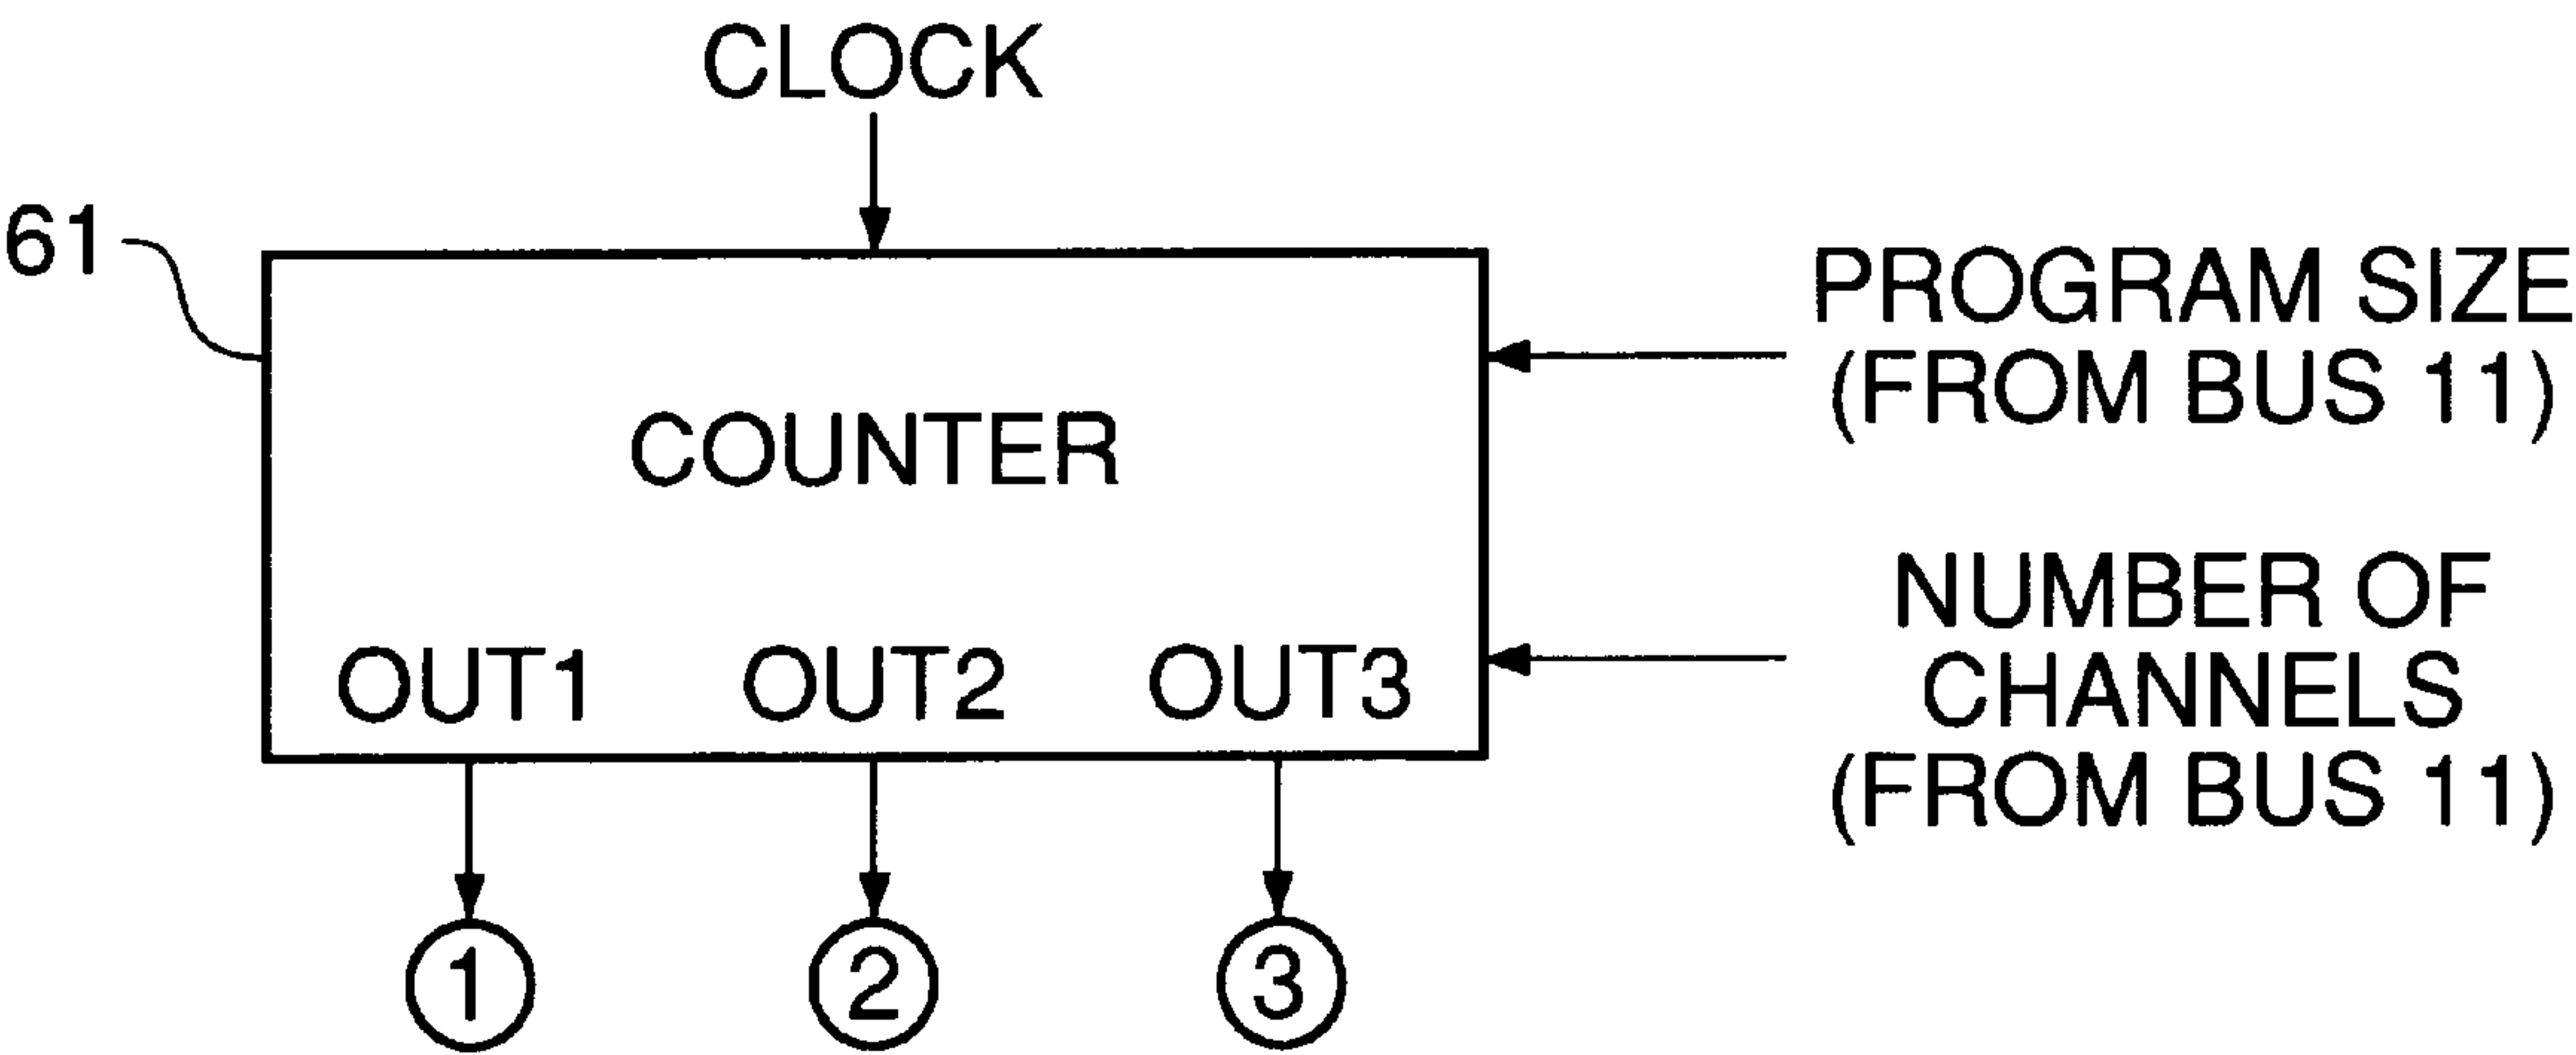 CLOCK
61
PROGRAM SIZE
(FROM BUS 11)
COUNTER
NUMBER OF
CHANNELS
(FROM BUS 11)
OUT1 OUT2 OUT3
1 2 3